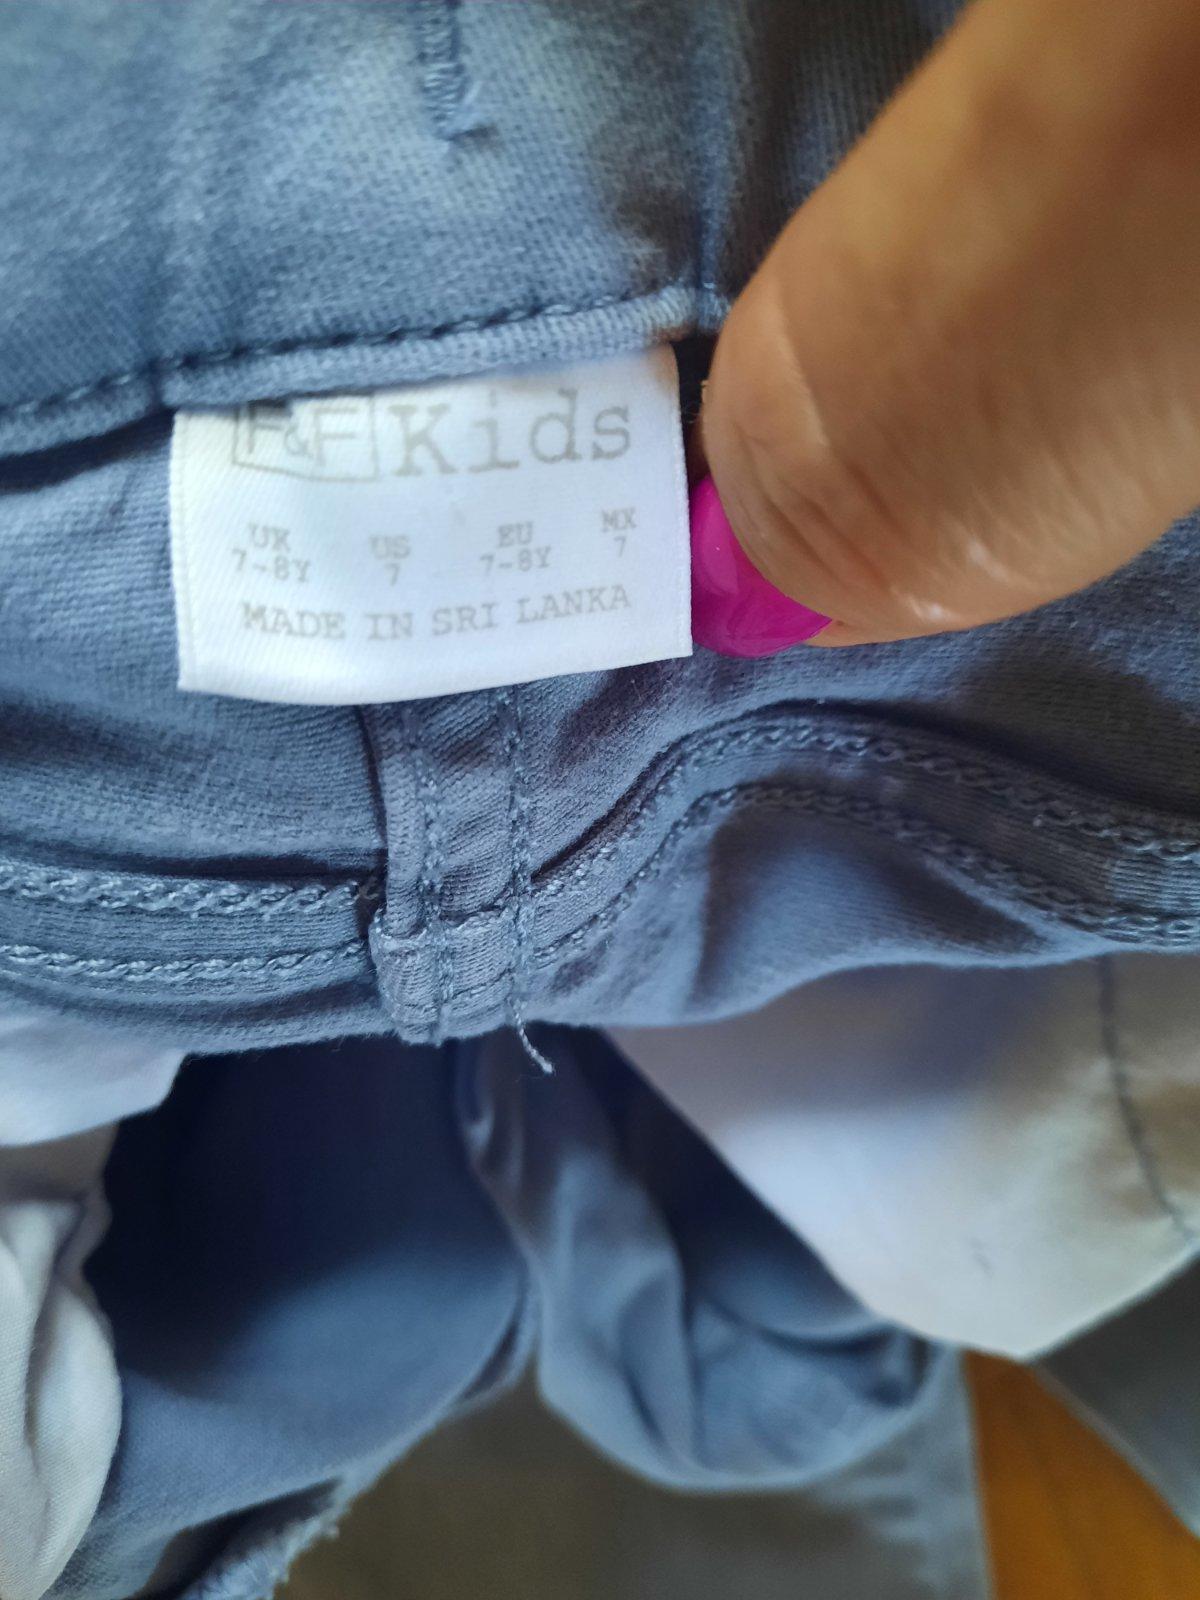 F&F Kids
UK US EU MX
7-8Y 7 7-8Y 7
MADE IN SRI LANKA